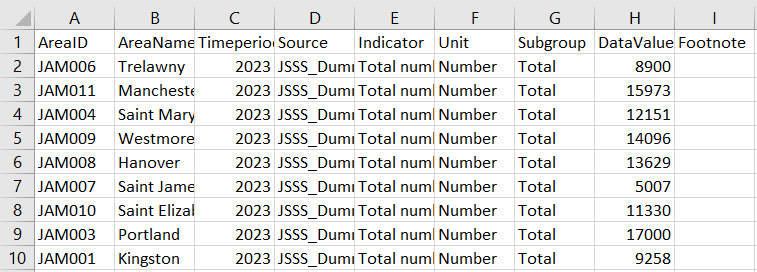 A B C D E F G H I
1 AreaID AreaName Timeperio Source Indicator Unit Subgroup DataValue Footnote
2 JAM006 Trelawny 2023 JSSS_Dum Total num Number Total 8900
3 JAM011 Mancheste 2023 JSSS_Dum Total num Number Total 15973
4 JAM004 Saint Mary 2023 JSSS_Dum Total num Number Total 12151
5 JAM009 Westmore 2023 JSSS_Dum Total num Number Total 14096
6 JAM008 Hanover 2023 JSSS_Dum Total num Number Total 13629
7 JAM007 Saint Jame 2023 JSSS_Dum Total num Number Total 5007
8 JAM010 Saint Elizal 2023 JSSS_Dum Total num Number Total 11330
9 JAM003 Portland 2023 JSSS_Dum Total num Number Total 17000
10 JAM001 Kingston 2023 JSSS_Dum Total num Number Total 9258